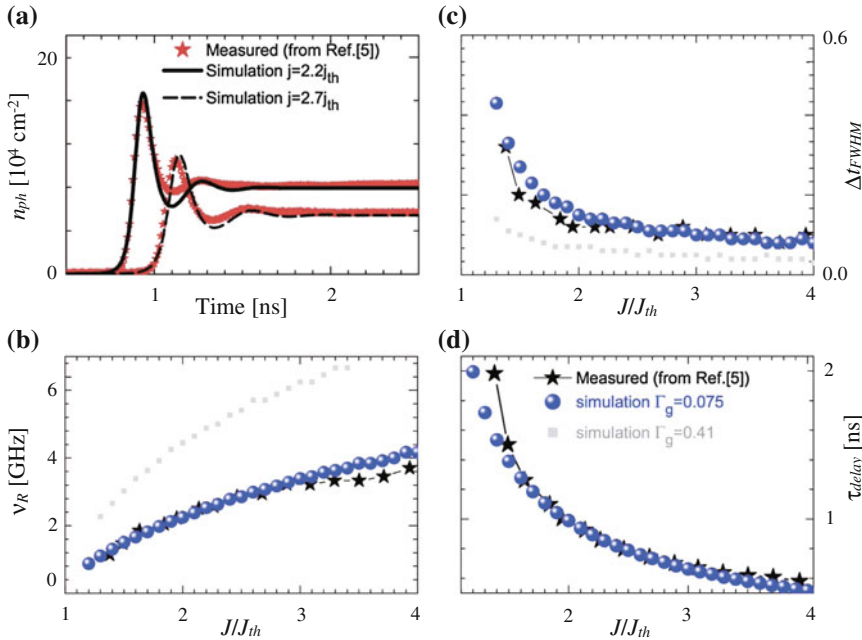 (a)
20
0
n_ph [10⁴ cm⁻²]
Measured (from Ref.[5])
Simulation j=2.2j_th
Simulation j=2.7j_th
1
2
Time [ns]
(c)
0.6
0.0
Δt_FWHM
1
2
3
4
J/J_th
(b)
6
4
2
0
ν_R [GHz]
1
2
3
4
J/J_th
(d)
Measured (from Ref.[5])
simulation Γ_g=0.075
simulation Γ_g=0.41
2
1
τ_delay [ns]
2
3
4
J/J_th